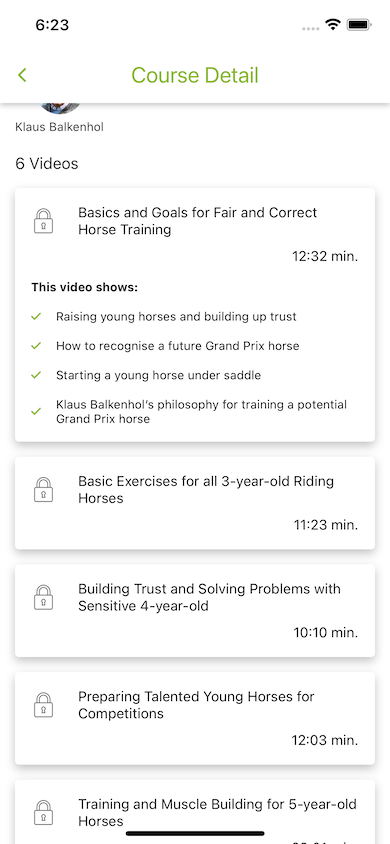 6:23
Course Detail
Klaus Balkenhol
6 Videos
Basics and Goals for Fair and Correct
Horse Training
12:32 min.
This video shows:
Raising young horses and building up trust
How to recognise a future Grand Prix horse
Starting a young horse under saddle
Klaus Balkenhol's philosophy for training a potential
Grand Prix horse
Basic Exercises for all 3-year-old Riding
Horses
11:23 min.
Building Trust and Solving Problems with
Sensitive 4-year-old
10:10 min.
Preparing Talented Young Horses for
Competitions
12:03 min.
Training and Muscle Building for 5-year-old
Horses